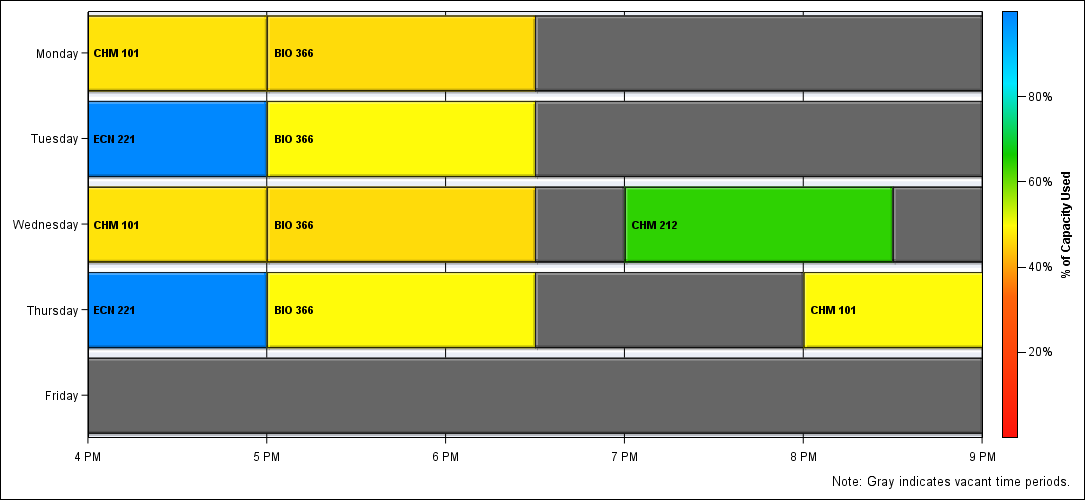 Monday
CHM 101
BIO 366
Tuesday
ECN 221
BIO 366
Wednesday
CHM 101
BIO 366
CHM 212
Thursday
ECN 221
BIO 366
CHM 101
Friday
4 PM
5 PM
6 PM
7 PM
8 PM
9 PM
80%
60%
40%
20%
% of Capacity Used
Note: Gray indicates vacant time periods.